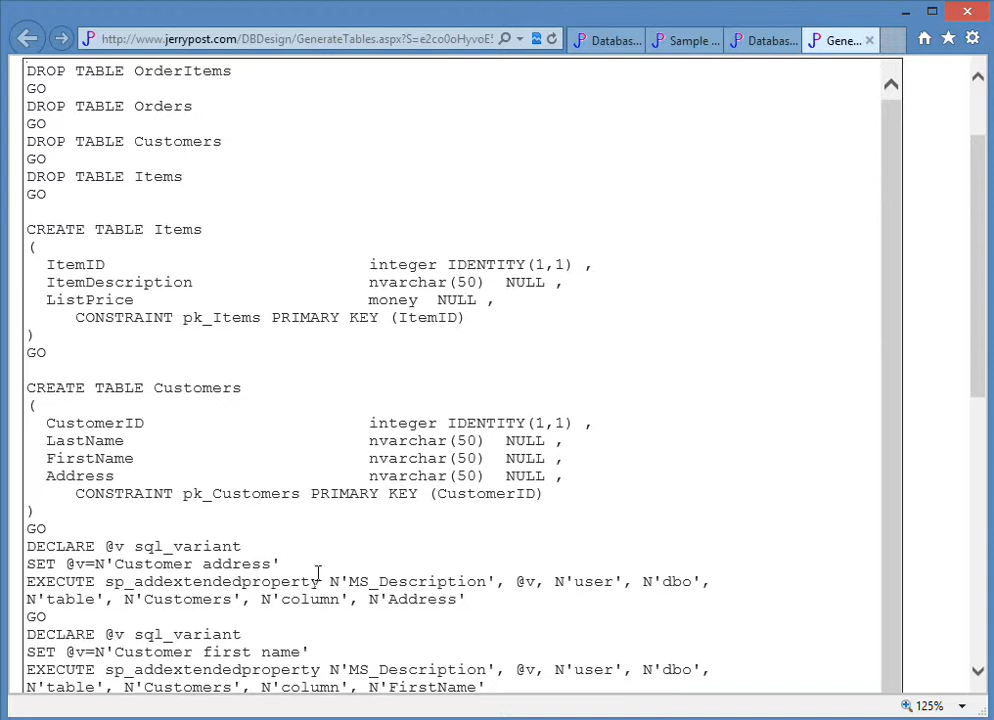 http://www.jerrypost.com/DBDesign/GenerateTables.aspx?S=e2co0oHyvoE!
Databas...
Sample ...
Databas...
Gene...
DROP TABLE OrderItems
GO
DROP TABLE Orders
GO
DROP TABLE Customers
GO
DROP TABLE Items
GO
CREATE TABLE Items
(
ItemID integer IDENTITY(1,1) ,
ItemDescription nvarchar(50) NULL ,
ListPrice money NULL ,
CONSTRAINT pk_Items PRIMARY KEY (ItemID)
)
GO
CREATE TABLE Customers
(
CustomerID integer IDENTITY(1,1) ,
LastName nvarchar(50) NULL ,
FirstName nvarchar(50) NULL ,
Address nvarchar(50) NULL ,
CONSTRAINT pk_Customers PRIMARY KEY (CustomerID)
)
GO
DECLARE @v sql_variant
SET @v=N'Customer address'
EXECUTE sp_addextendedproperty N'MS_Description', @v, N'user', N'dbo',
N'table', N'Customers', N'column', N'Address'
GO
DECLARE @v sql_variant
SET @v=N'Customer first name'
EXECUTE sp_addextendedproperty N'MS_Description', @v, N'user', N'dbo',
N'table', N'Customers', N'column', N'FirstName'
125%